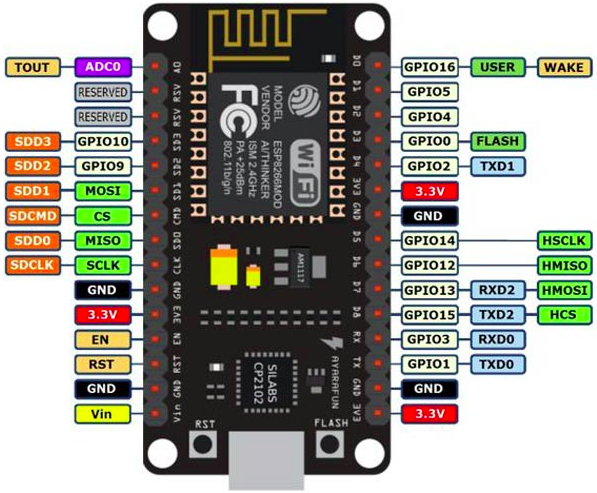 TOUT ADC0 A0 D0 GPIO16 USER WAKE
RESERVED RSV D1 GPIO5
RESERVED RSV D2 GPIO4
SDD3 GPIO10 SD3 D3 GPIO0 FLASH
SDD2 GPIO9 SD2 D4 GPIO2 TXD1
SDD1 MOSI SD1 3V3 3.3V
SDCMD CS CMD GND GND
SDD0 MISO SD0 D5 GPIO14 HSCLK
SDCLK SCLK CLK D6 GPIO12 HMISO
GND GND D7 GPIO13 RXD2 HMOSI
3.3V 3V3 D8 GPIO15 TXD2 HCS
EN EN RX GPIO3 RXD0
RST RST TX GPIO1 TXD0
GND GND GND GND
Vin Vin 3V3 3.3V
MODEL ESP8266MOD
VENDOR AITHINKER
ISM 2.4GHz
PA +25dBm
802.11b/g/n
FC
Wi Fi
AM1117
SILABS
CP2102
AYARAFUN
RST FLASH